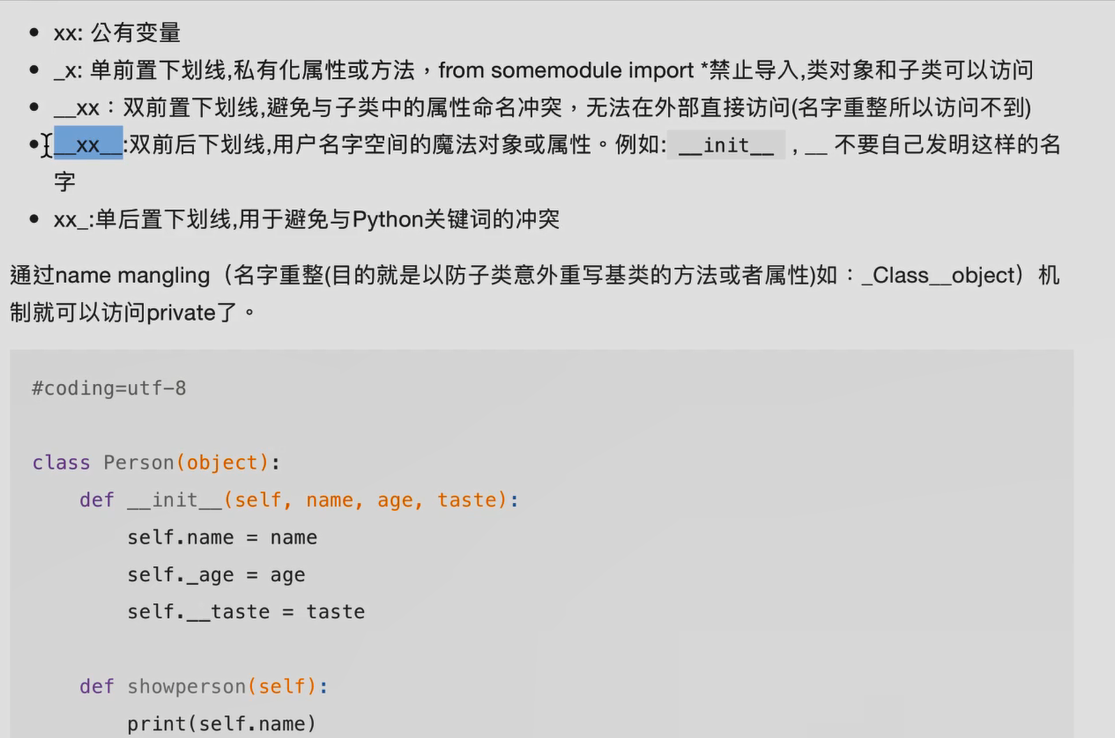 • xx: 公有变量
• _x: 单前置下划线,私有化属性或方法，from somemodule import *禁止导入,类对象和子类可以访问
• __xx：双前置下划线,避免与子类中的属性命名冲突，无法在外部直接访问(名字重整所以访问不到)
• __xx__:双前后下划线,用户名字空间的魔法对象或属性。例如: __init__ , __ 不要自己发明这样的名
字
• xx_:单后置下划线,用于避免与Python关键词的冲突
通过name mangling（名字重整(目的就是以防子类意外重写基类的方法或者属性)如：_Class__object）机
制就可以访问private了。
#coding=utf-8
class Person(object):
    def __init__(self, name, age, taste):
        self.name = name
        self._age = age
        self.__taste = taste
    def showperson(self):
        print(self.name)